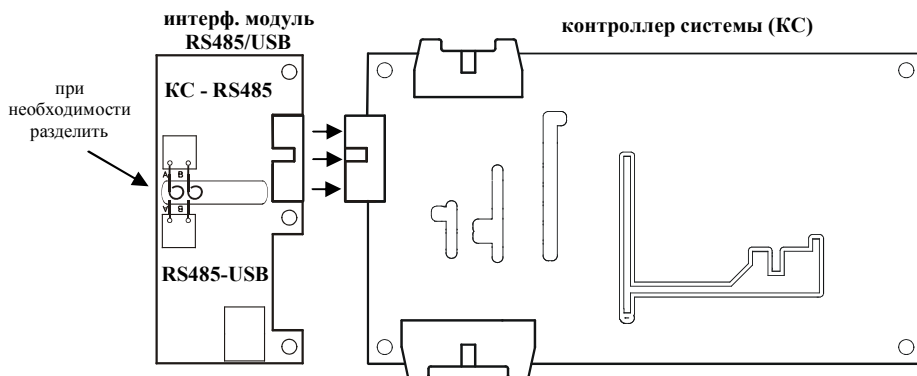 интерф. модуль
RS485/USB
контроллер системы (КС)
КС - RS485
при
необходимости
разделить
A B
A B
RS485-USB